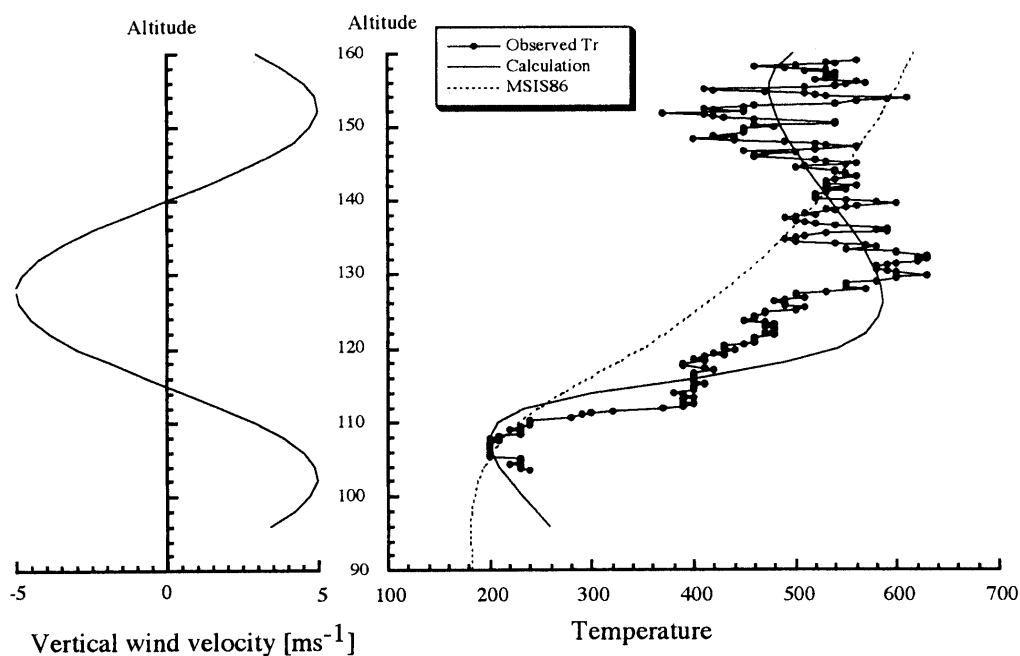 Altitude
Altitude
Observed Tr
Calculation
MSIS86
160
150
140
130
120
110
100
90
-5 0 5
100 200 300 400 500 600 700
Vertical wind velocity [ms-1]
Temperature